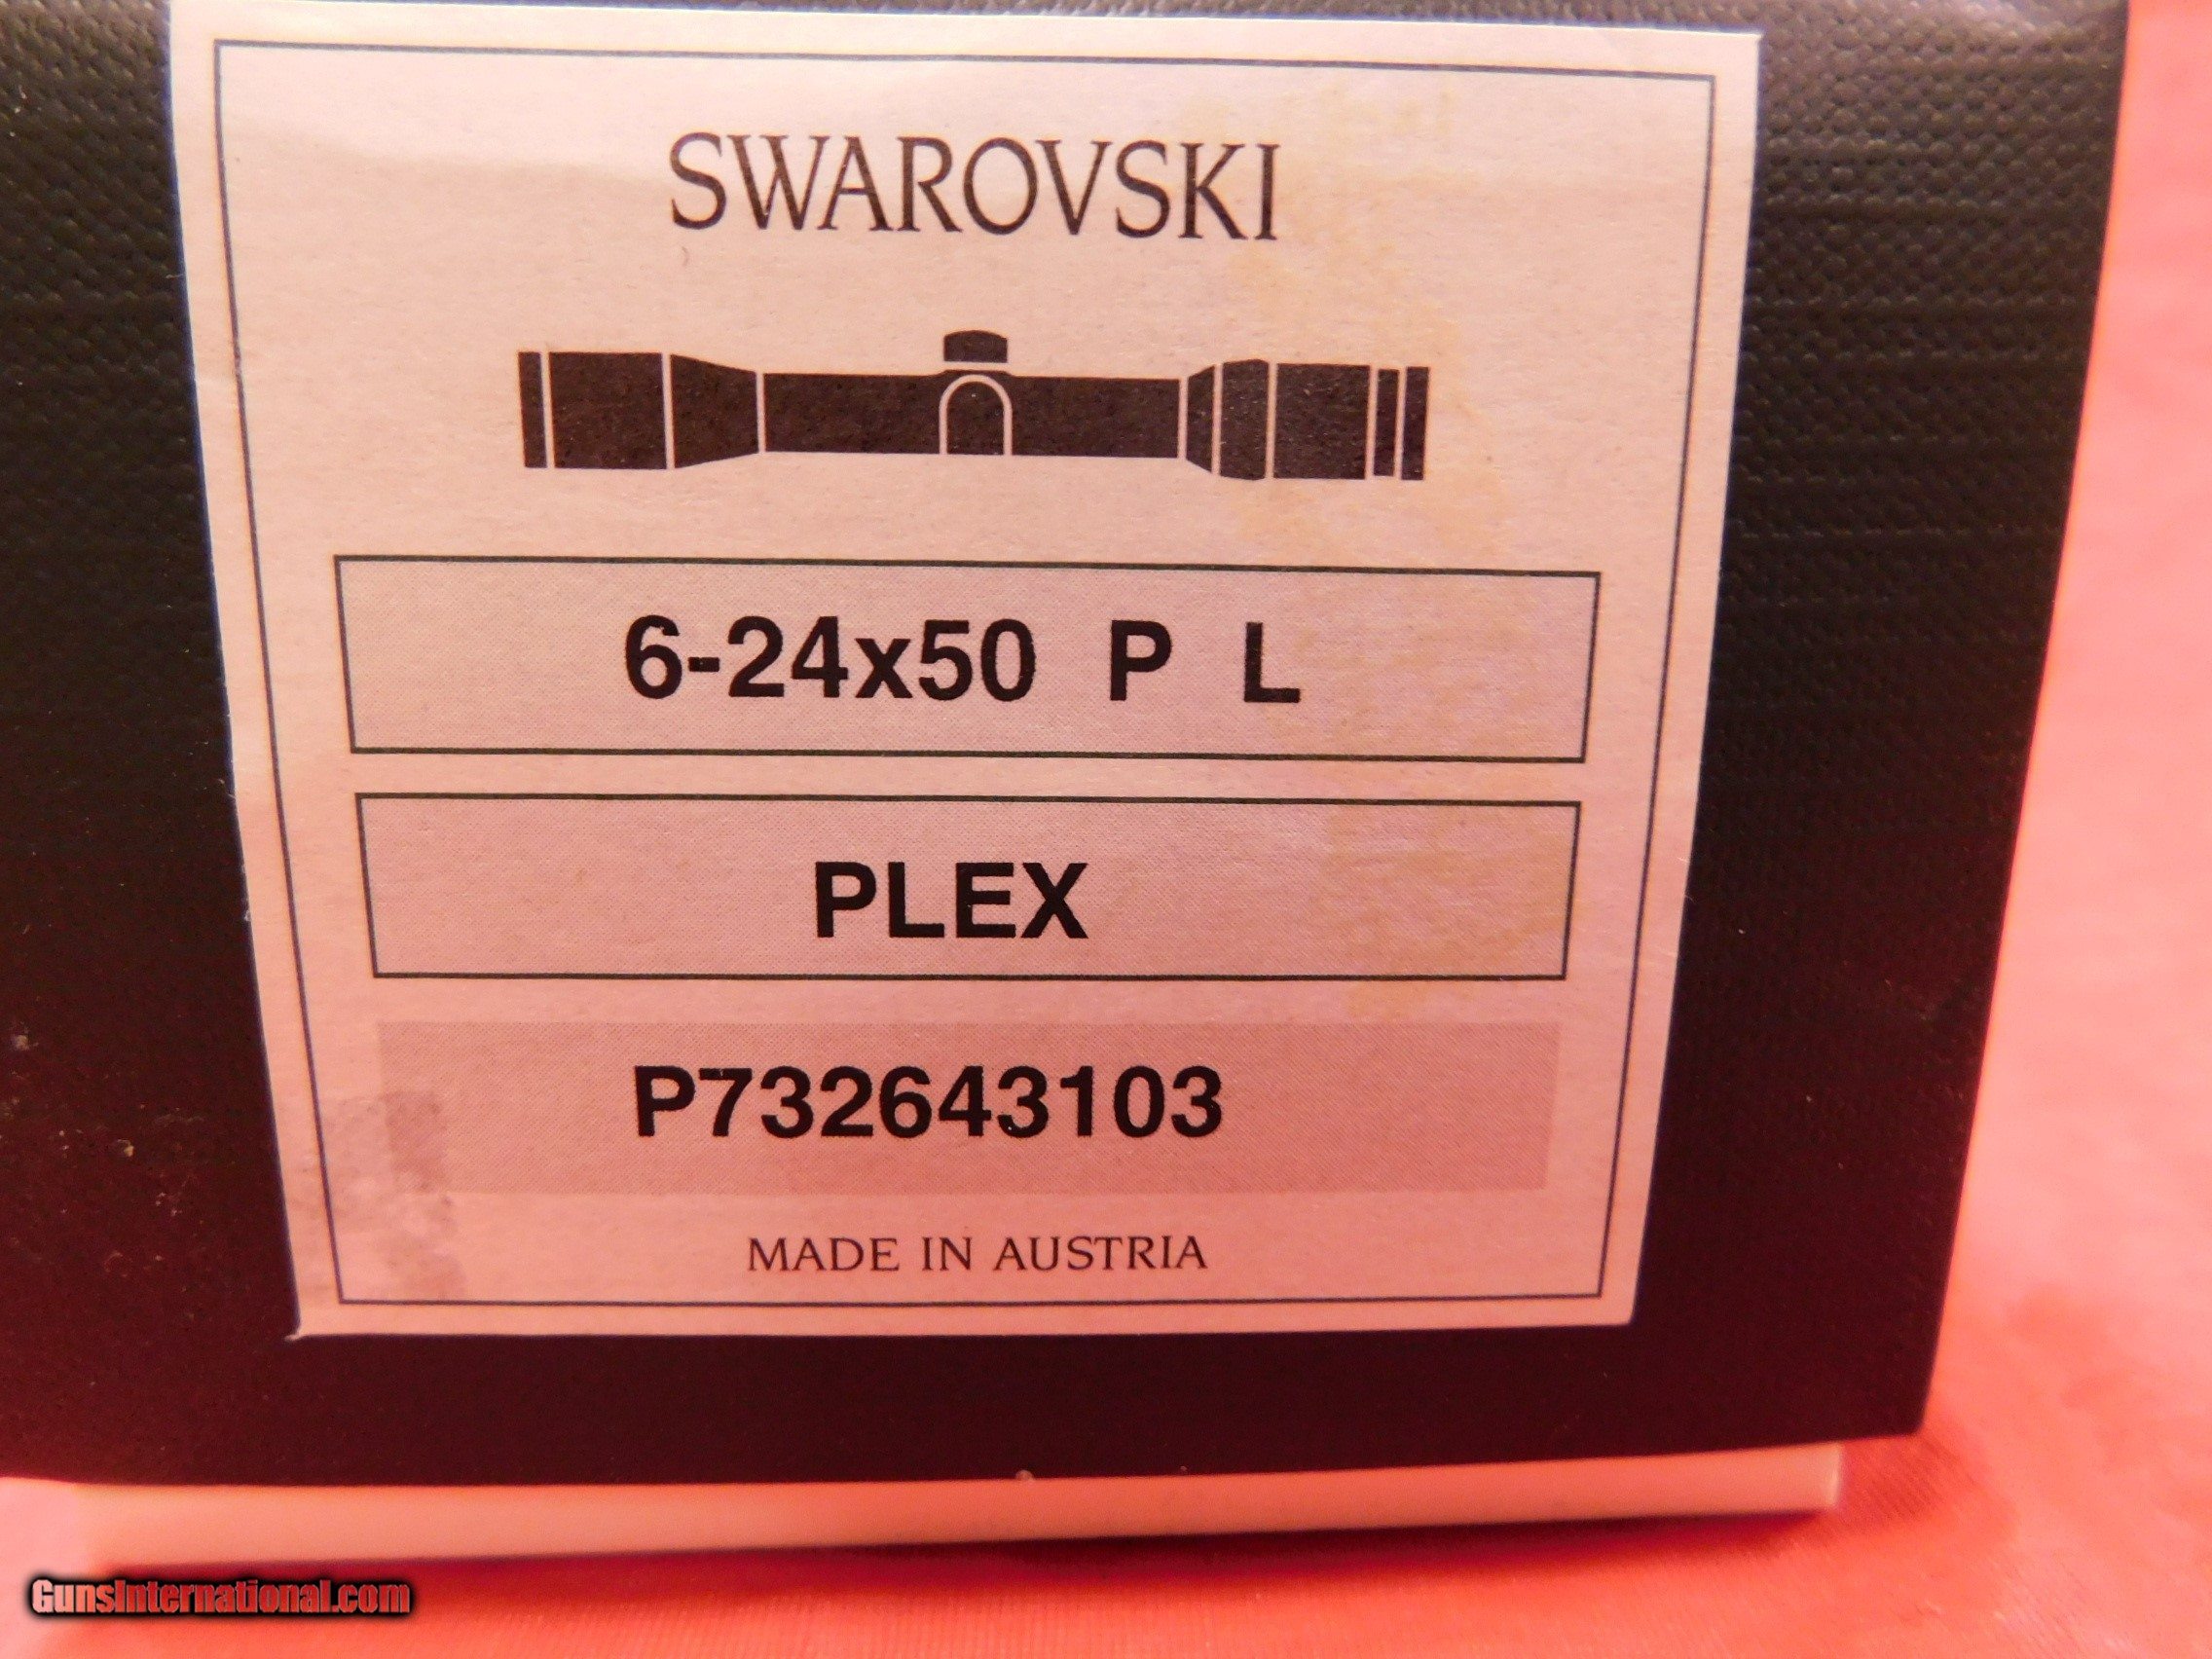 SWAROVSKI
6-24x50 P L
PLEX
P732643103
MADE IN AUSTRIA
GunsInternational.com